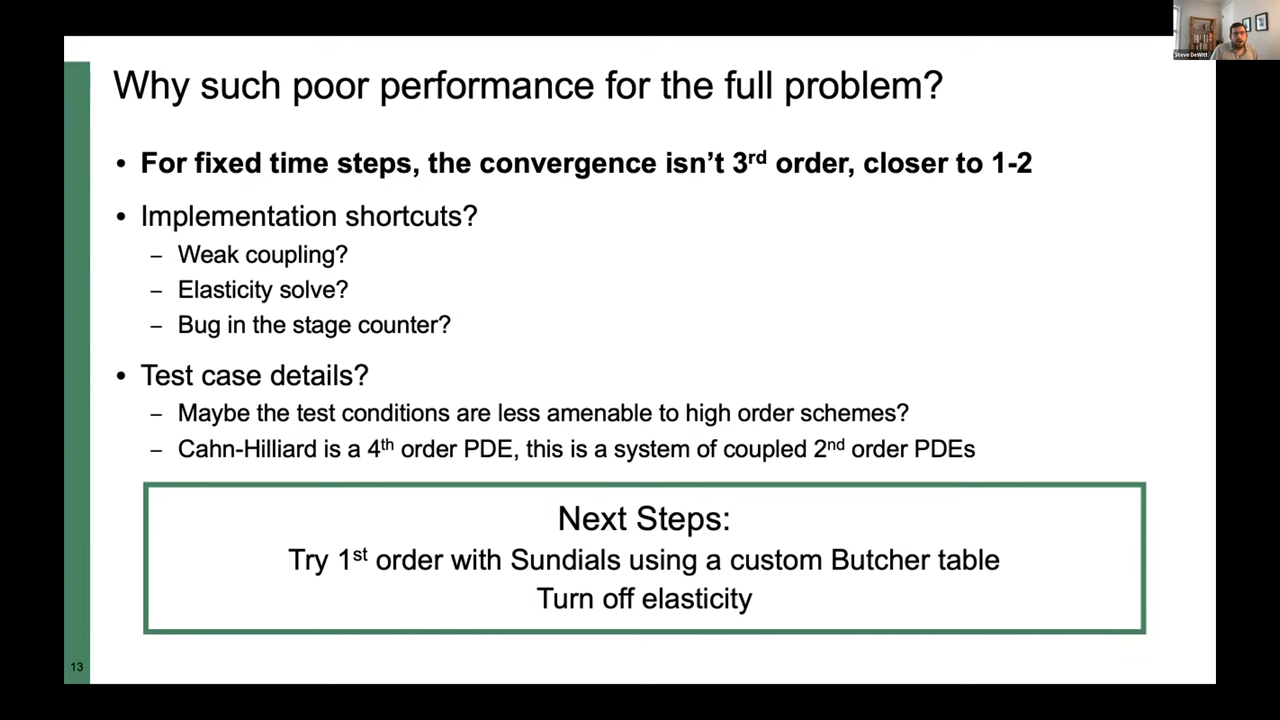 Steve DeWitt
Why such poor performance for the full problem?
• For fixed time steps, the convergence isn't 3rd order, closer to 1-2
• Implementation shortcuts?
– Weak coupling?
– Elasticity solve?
– Bug in the stage counter?
• Test case details?
– Maybe the test conditions are less amenable to high order schemes?
– Cahn-Hilliard is a 4th order PDE, this is a system of coupled 2nd order PDEs
Next Steps:
Try 1st order with Sundials using a custom Butcher table
Turn off elasticity
13